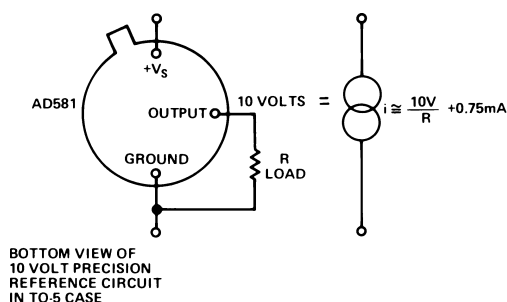 +VS
AD581
OUTPUT
10 VOLTS
=
i ≅ 10V/R +0.75mA
GROUND
R
LOAD
BOTTOM VIEW OF
10 VOLT PRECISION
REFERENCE CIRCUIT
IN TO-5 CASE